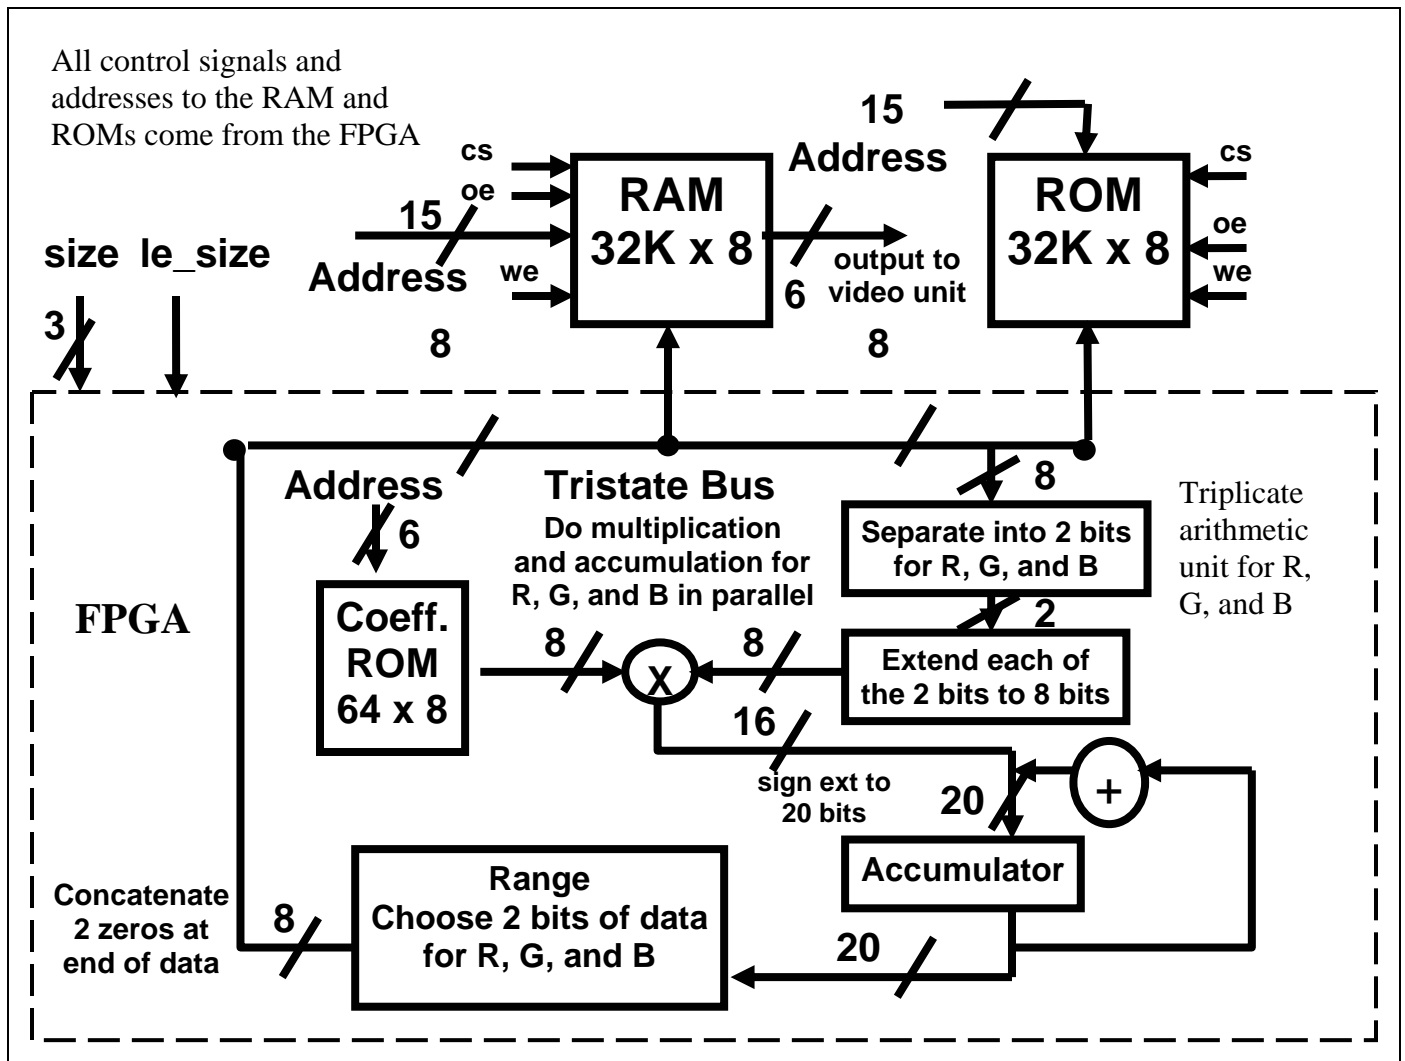 All control signals and
addresses to the RAM and
ROMs come from the FPGA
cs
oe
15
Address
we
8
RAM
32K x 8
6
output to
video unit
8
15
Address
ROM
32K x 8
cs
oe
we
size
le_size
3
FPGA
Address
6
Coeff.
ROM
64 x 8
Tristate Bus
Do multiplication
and accumulation for
R, G, and B in parallel
8
Separate into 2 bits
for R, G, and B
2
Extend each of
the 2 bits to 8 bits
Triplicate
arithmetic
unit for R,
G, and B
8
X
8
16
sign ext to
20 bits
20
+
Accumulator
20
Range
Choose 2 bits of data
for R, G, and B
8
Concatenate
2 zeros at
end of data